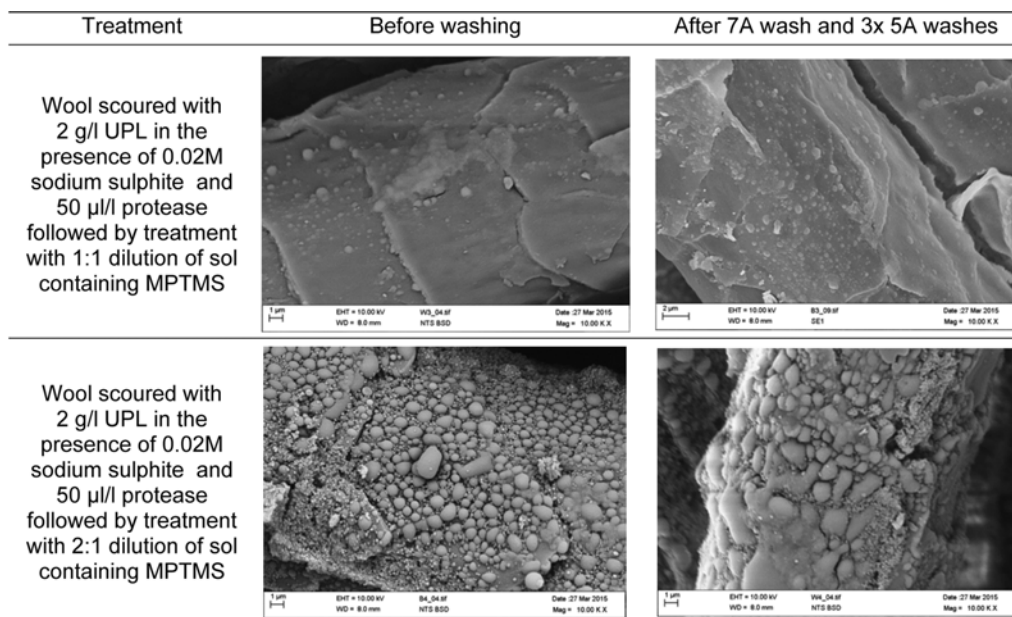 Treatment Before washing After 7A wash and 3x 5A washes
Wool scoured with
2 g/l UPL in the
presence of 0.02M
sodium sulphite and
50 µl/l protease
followed by treatment
with 1:1 dilution of sol
containing MPTMS
1 µm EHT = 10.00 kV W3_04.tif Date :27 Mar 2015
WD = 8.0 mm NTS BSD Mag = 10.00 K X
2 µm EHT = 10.00 kV B3_09.tif Date :27 Mar 2015
WD = 8.0 mm SE1 Mag = 10.00 K X
Wool scoured with
2 g/l UPL in the
presence of 0.02M
sodium sulphite and
50 µl/l protease
followed by treatment
with 2:1 dilution of sol
containing MPTMS
1 µm EHT = 10.00 kV B4_04.tif Date :27 Mar 2015
WD = 8.0 mm NTS BSD Mag = 10.00 K X
1 µm EHT = 10.00 kV W4_04.tif Date :27 Mar 2015
WD = 8.0 mm NTS BSD Mag = 10.00 K X